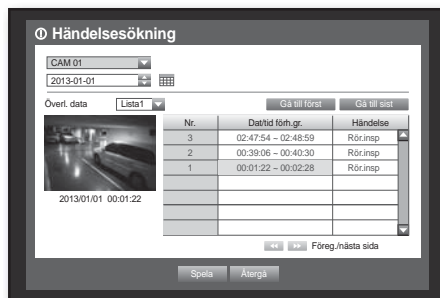 Händelsesökning
CAM 01
2013-01-01
Överl. data Lista1 Gå till först Gå till sist
Nr. Dat/tid förh.gr. Händelse
3 02:47:54 ~ 02:48:59 Rör.insp
2 00:39:06 ~ 00:40:30 Rör.insp
1 00:01:22 ~ 00:02:28 Rör.insp
2013/01/01 00:01:22
Föreg./nästa sida
Spela Återgå